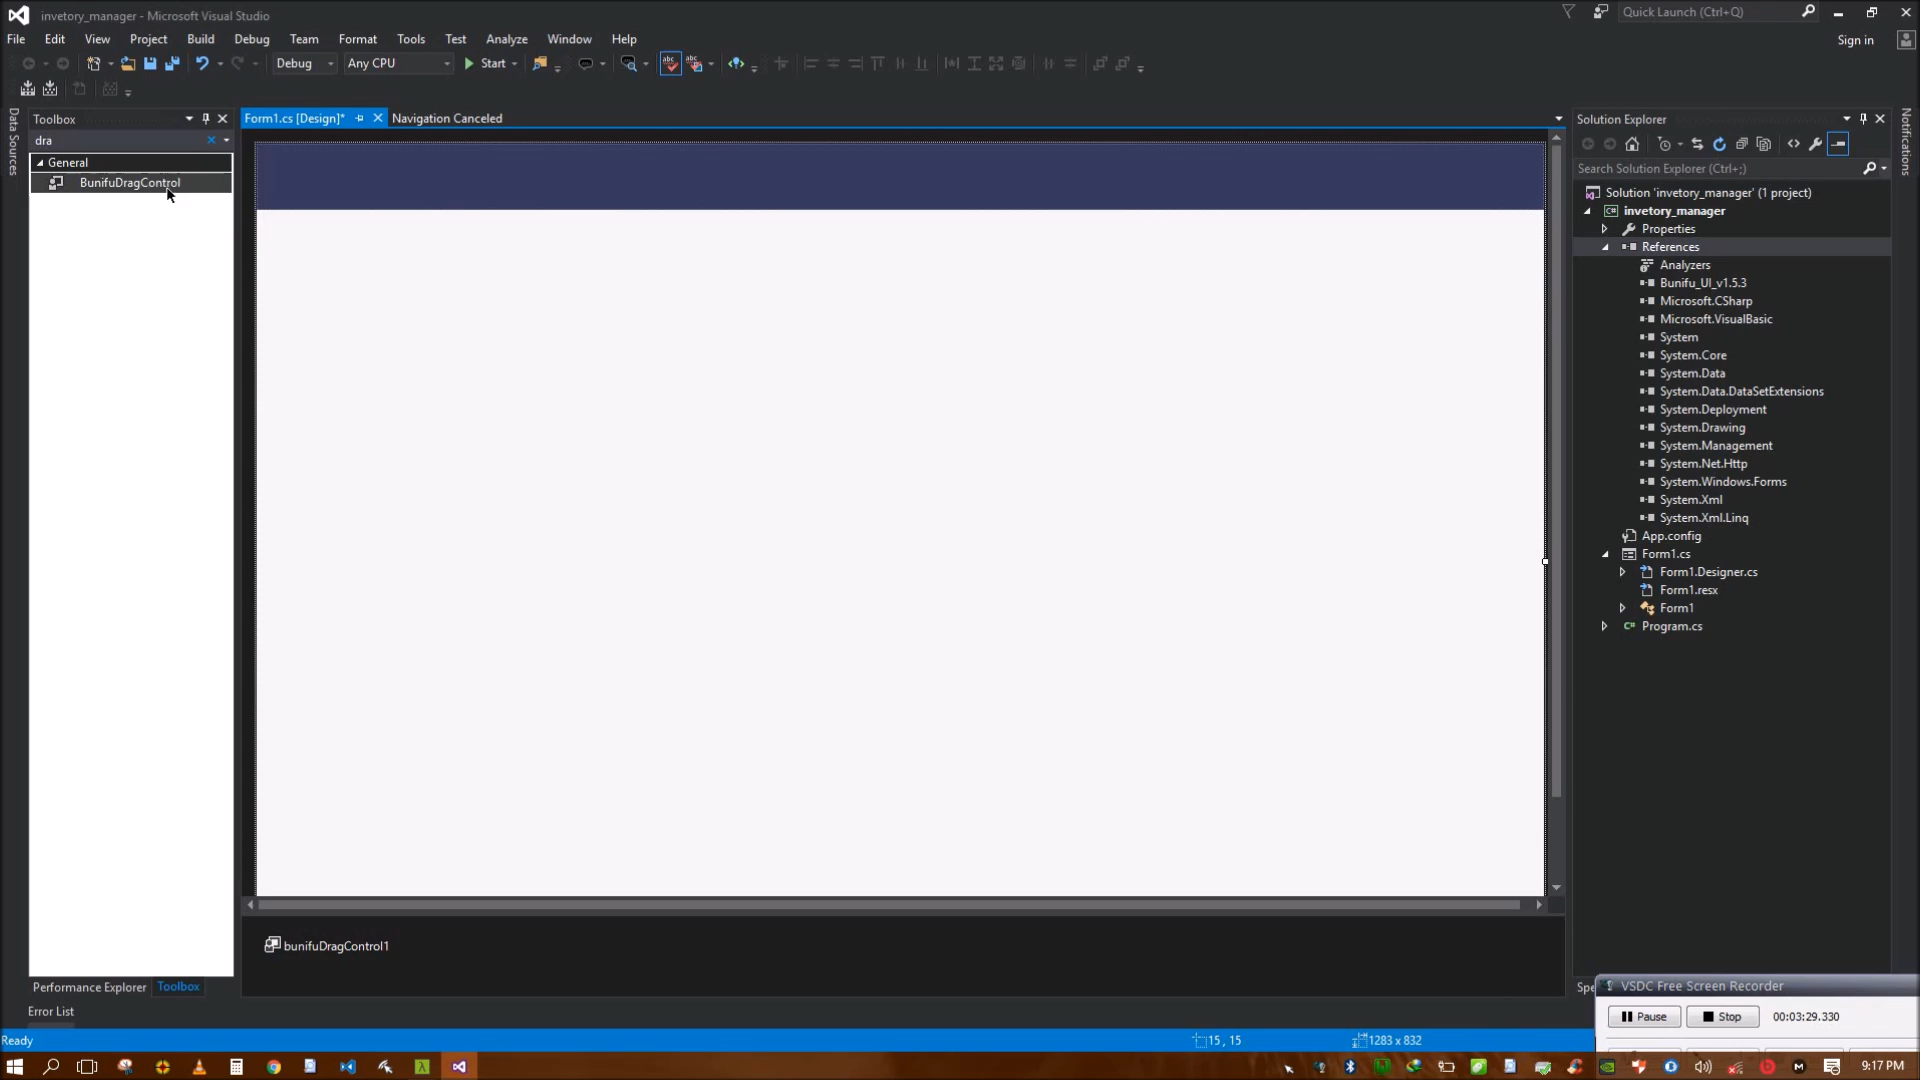 invetory_manager - Microsoft Visual Studio
Quick Launch (Ctrl+Q)
File Edit View Project Build Debug Team Format Tools Test Analyze Window Help
Sign in
Debug Any CPU Start
Data Sources
Toolbox
dra
General
BunifuDragControl
Form1.cs [Design]* Navigation Canceled
Solution Explorer
Search Solution Explorer (Ctrl+;)
Solution 'invetory_manager' (1 project)
invetory_manager
Properties
References
Analyzers
Bunifu_UI_v1.5.3
Microsoft.CSharp
Microsoft.VisualBasic
System
System.Core
System.Data
System.Data.DataSetExtensions
System.Deployment
System.Drawing
System.Management
System.Net.Http
System.Windows.Forms
System.Xml
System.Xml.Linq
App.config
Form1.cs
Form1.Designer.cs
Form1.resx
Form1
Program.cs
Notifications
bunifuDragControl1
Performance Explorer Toolbox
Error List
VSDC Free Screen Recorder
Pause Stop 00:03:29.330
Ready
15 , 15
1283 x 832
9:17 PM